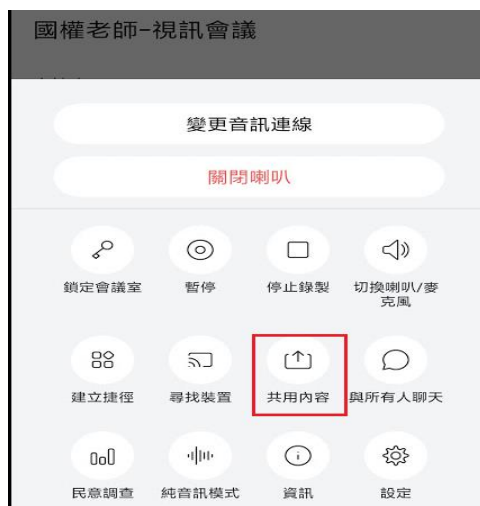 國權老師-視訊會議
變更音訊連線
關閉喇叭
鎖定會議室
暫停
停止錄製
切換喇叭/麥
克風
建立捷徑
尋找裝置
共用內容
與所有人聊天
民意調查
純音訊模式
資訊
設定